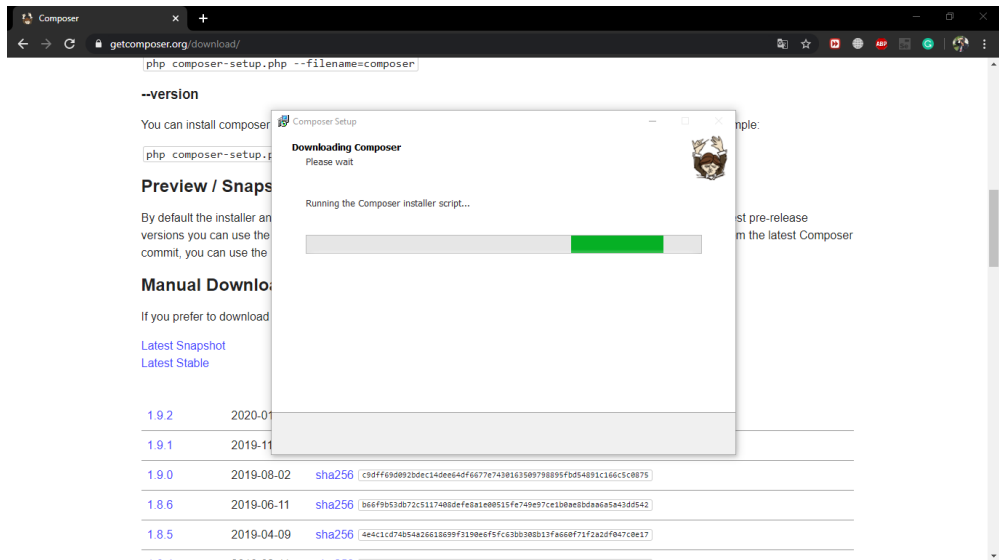 Composer
getcomposer.org/download/
ABP
php composer-setup.php --filename=composer
--version
You can install composer
mple:
php composer-setup.p
Composer Setup
Downloading Composer
Please wait
Running the Composer installer script...
Preview / Snaps
By default the installer an
st pre-release
versions you can use the
m the latest Composer
commit, you can use the
Manual Downloa
If you prefer to download
Latest Snapshot
Latest Stable
1.9.2 2020-01
1.9.1 2019-11
1.9.0 2019-08-02 sha256 c9dff69d092bdec14dee64df6677e7430163509798895fbd54891c166c5c0875
1.8.6 2019-06-11 sha256 b66f9b53db72c5117408defe8a1e00515fe749e97ce1b0ae8bdaa6a5a43dd542
1.8.5 2019-04-09 sha256 4e4c1cd74b54a26618699f3190e6f5fc63bb308b13fa660f71f2a2df047c0e17